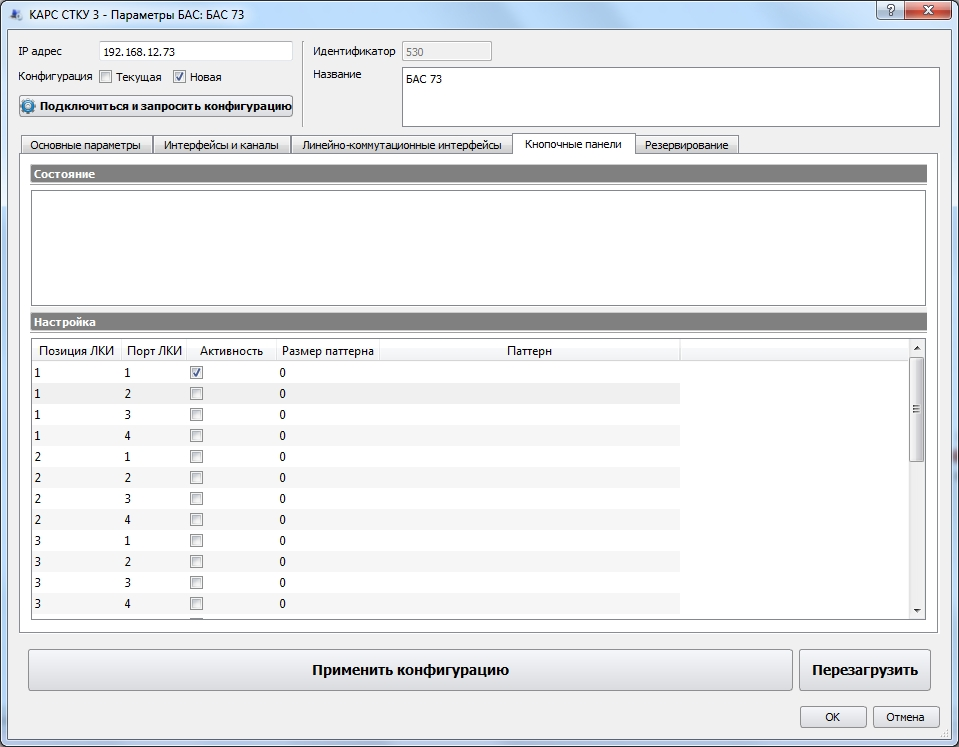 КАРС СТКУ 3 - Параметры БАС: БАС 73
IP адрес
192.168.12.73
Конфигурация
Текущая
Новая
Подключиться и запросить конфигурацию
Идентификатор
530
Название
БАС 73
Основные параметры
Интерфейсы и каналы
Линейно-коммутационные интерфейсы
Кнопочные панели
Резервирование
Состояние
Настройка
Позиция ЛКИ Порт ЛКИ Активность Размер паттерна Паттерн
1 1 0
1 2 0
1 3 0
1 4 0
2 1 0
2 2 0
2 3 0
2 4 0
3 1 0
3 2 0
3 3 0
3 4 0
Применить конфигурацию
Перезагрузить
ОК
Отмена